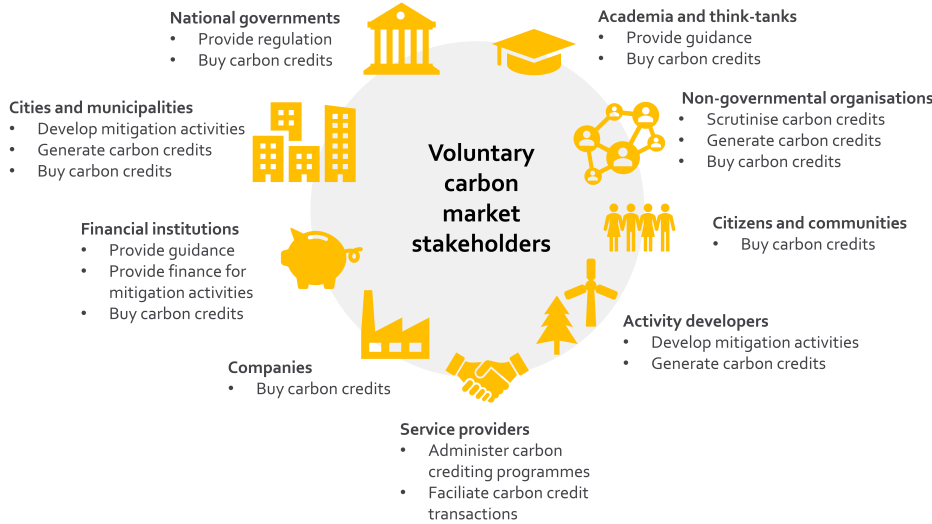 National governments
• Provide regulation
• Buy carbon credits
Academia and think-tanks
• Provide guidance
• Buy carbon credits
Cities and municipalities
• Develop mitigation activities
• Generate carbon credits
• Buy carbon credits
Non-governmental organisations
• Scrutinise carbon credits
• Generate carbon credits
• Buy carbon credits
Voluntary
carbon
market
stakeholders
Financial institutions
• Provide guidance
• Provide finance for
mitigation activities
• Buy carbon credits
Citizens and communities
• Buy carbon credits
Activity developers
• Develop mitigation activities
• Generate carbon credits
Companies
• Buy carbon credits
Service providers
• Administer carbon
crediting programmes
• Faciliate carbon credit
transactions